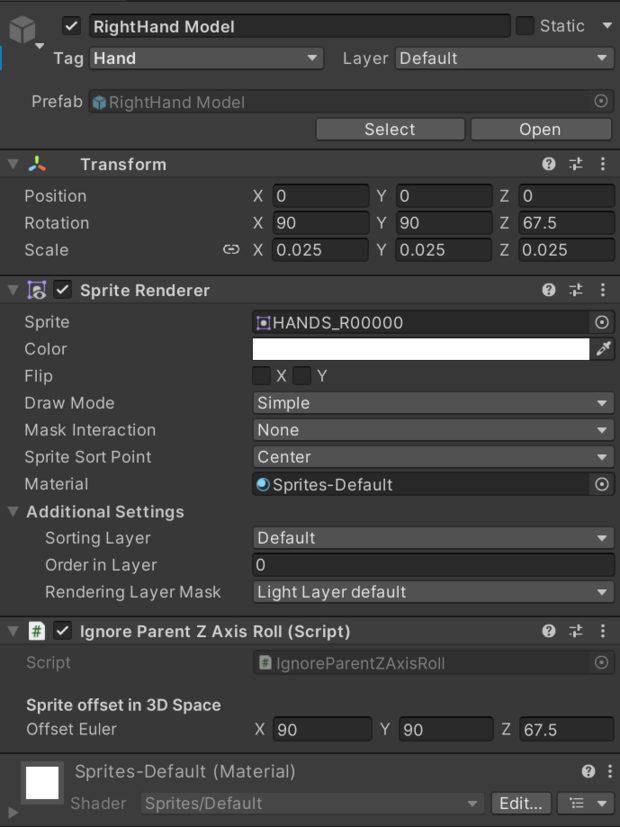 RightHand Model Static
Tag Hand Layer Default
Prefab RightHand Model
Select Open
Transform
Position X 0 Y 0 Z 0
Rotation X 90 Y 90 Z 67.5
Scale X 0.025 Y 0.025 Z 0.025
Sprite Renderer
Sprite HANDS_R00000
Color
Flip X Y
Draw Mode Simple
Mask Interaction None
Sprite Sort Point Center
Material Sprites-Default
Additional Settings
Sorting Layer Default
Order in Layer 0
Rendering Layer Mask Light Layer default
# Ignore Parent Z Axis Roll (Script)
Script # IgnoreParentZAxisRoll
Sprite offset in 3D Space
Offset Euler X 90 Y 90 Z 67.5
Sprites-Default (Material)
Shader Sprites/Default Edit...